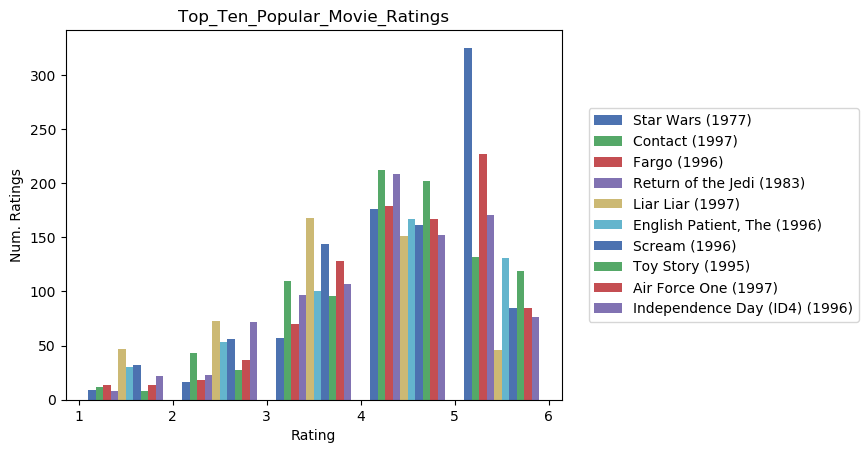 Top_Ten_Popular_Movie_Ratings
Num. Ratings
300
250
200
150
100
50
0
1 2 3 4 5 6
Rating
Star Wars (1977)
Contact (1997)
Fargo (1996)
Return of the Jedi (1983)
Liar Liar (1997)
English Patient, The (1996)
Scream (1996)
Toy Story (1995)
Air Force One (1997)
Independence Day (ID4) (1996)